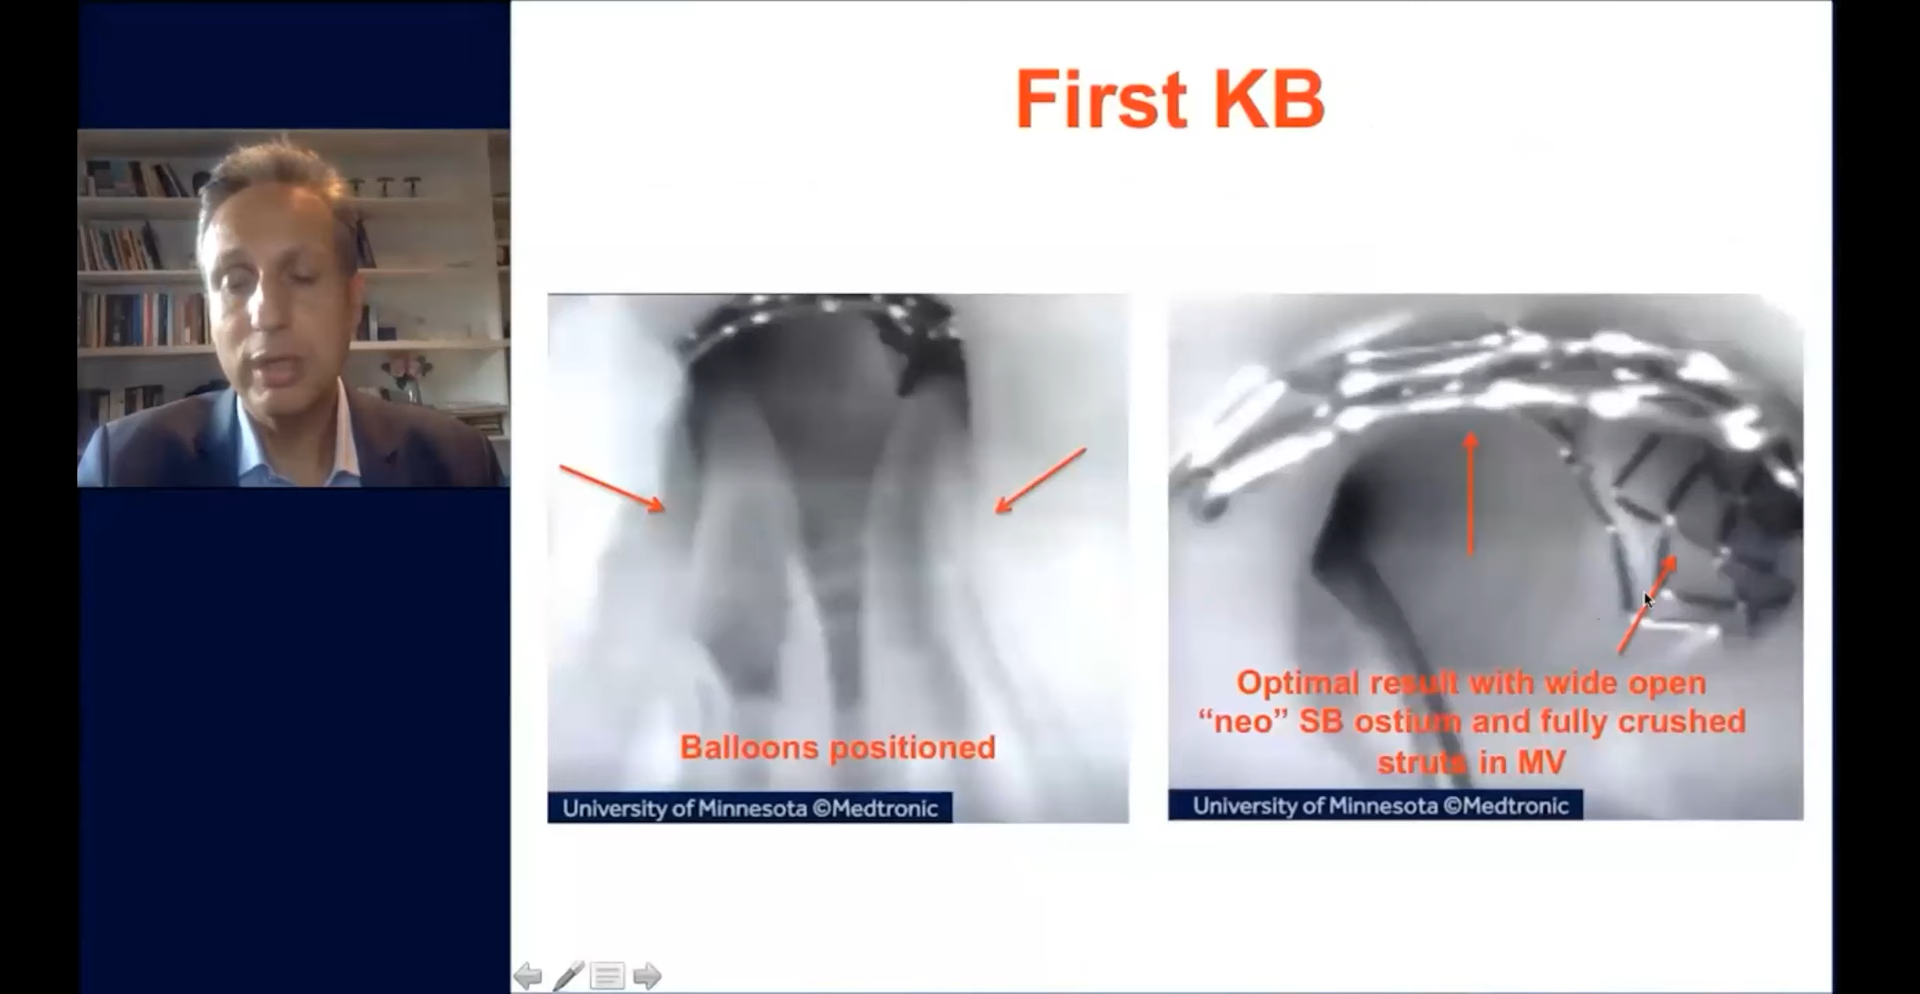 First KB
Balloons positioned
University of Minnesota ©Medtronic
Optimal result with wide open
“neo” SB ostium and fully crushed
struts in MV
University of Minnesota ©Medtronic